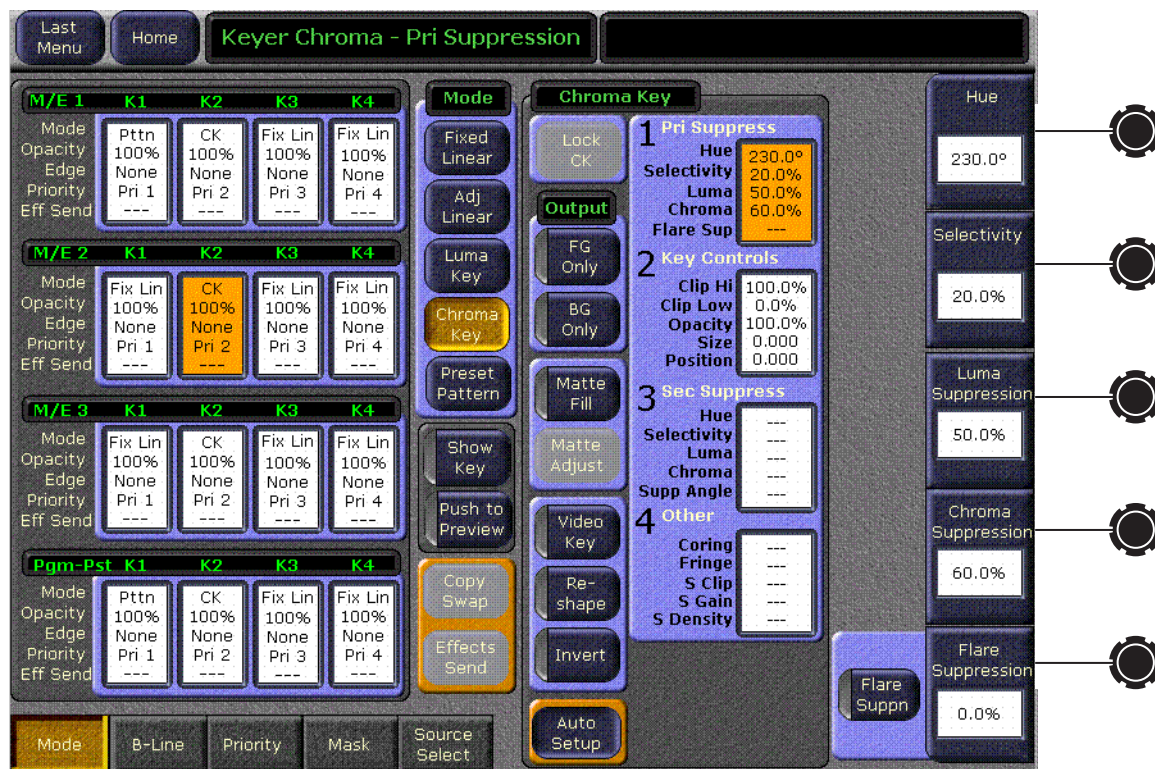 Last
Menu
Home
Keyer Chroma - Pri Suppression
M/E 1 K1 K2 K3 K4
Mode Pttn CK Fix Lin Fix Lin
Opacity 100% 100% 100% 100%
Edge None None None None
Priority Pri 1 Pri 2 Pri 3 Pri 4
Eff Send --- --- --- ---
M/E 2 K1 K2 K3 K4
Mode Fix Lin CK Fix Lin Fix Lin
Opacity 100% 100% 100% 100%
Edge None None None None
Priority Pri 1 Pri 2 Pri 3 Pri 4
Eff Send --- --- --- ---
M/E 3 K1 K2 K3 K4
Mode Fix Lin CK Fix Lin Fix Lin
Opacity 100% 100% 100% 100%
Edge None None None None
Priority Pri 1 Pri 2 Pri 3 Pri 4
Eff Send --- --- --- ---
Pgm-Pst K1 K2 K3 K4
Mode Pttn CK Fix Lin Fix Lin
Opacity 100% 100% 100% 100%
Edge None None None None
Priority Pri 1 Pri 2 Pri 3 Pri 4
Eff Send --- --- --- ---
Mode
Fixed
Linear
Adj
Linear
Luma
Key
Chroma
Key
Preset
Pattern
Show
Key
Push to
Preview
Copy
Swap
Effects
Send
Chroma Key
Lock
CK
Output
FG
Only
BG
Only
Matte
Fill
Matte
Adjust
Video
Key
Re-
shape
Invert
Auto
Setup
1 Pri Suppress
Hue 230.0º
Selectivity 20.0%
Luma 50.0%
Chroma 60.0%
Flare Sup ---
2 Key Controls
Clip Hi 100.0%
Clip Low 0.0%
Opacity 100.0%
Size 0.000
Position 0.000
3 Sec Suppress
Hue ---
Selectivity ---
Luma ---
Chroma ---
Supp Angle ---
4 Other
Coring ---
Fringe ---
S Clip ---
S Gain ---
S Density ---
Flare
Suppn
Hue
230.0º
Selectivity
20.0%
Luma
Suppression
50.0%
Chroma
Suppression
60.0%
Flare
Suppression
0.0%
Mode
B-Line
Priority
Mask
Source
Select